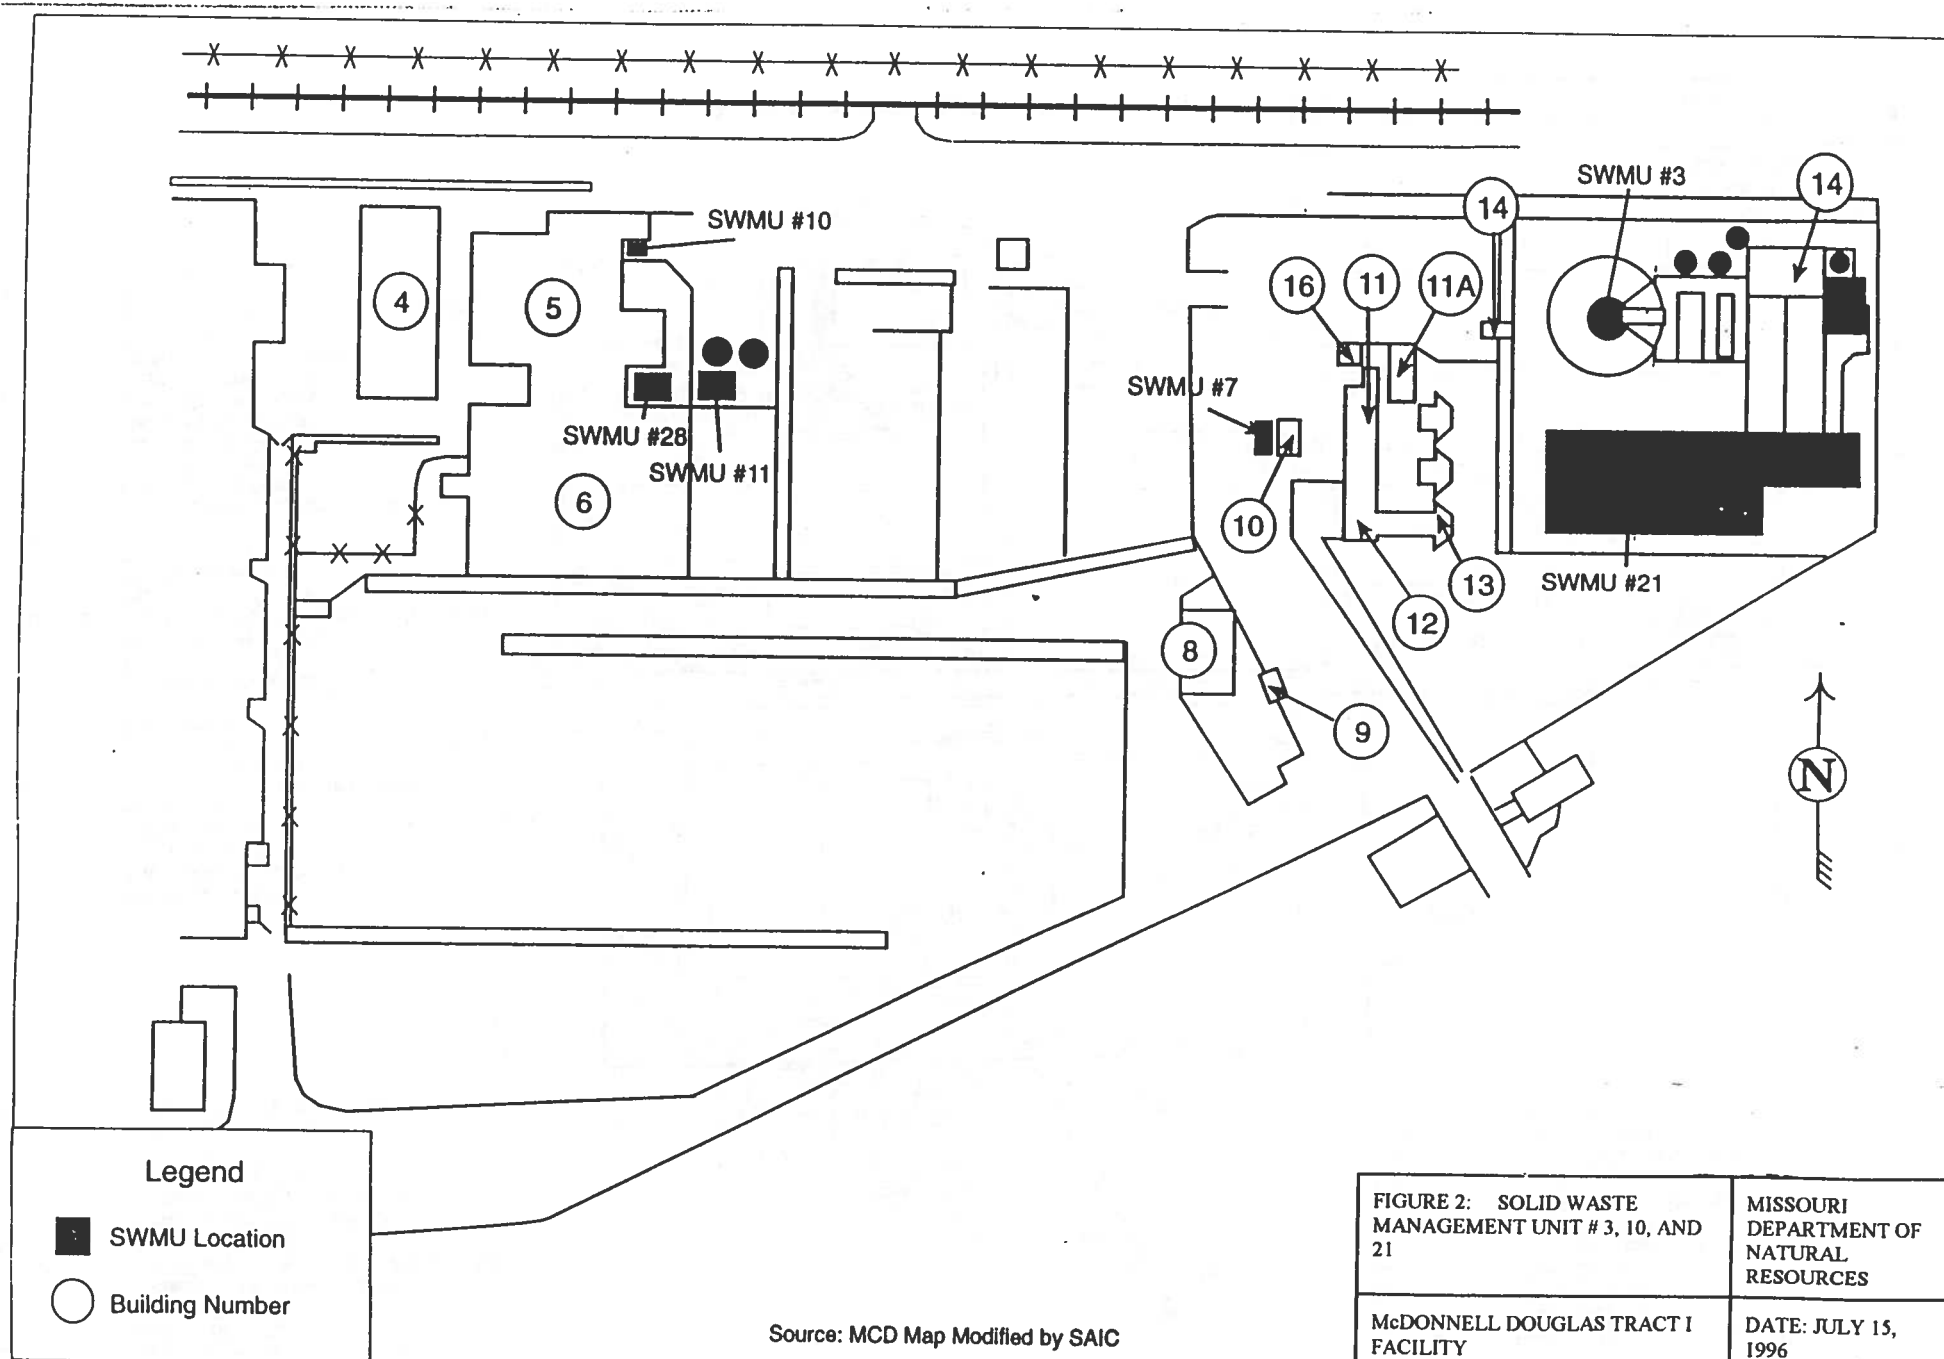 SWMU #3
14
14
SWMU #10
16
11
11A
4
5
SWMU #7
SWMU #28
SWMU #11
6
10
13
SWMU #21
12
8
9
N
Legend
SWMU Location
Building Number
FIGURE 2: SOLID WASTE
MANAGEMENT UNIT # 3, 10, AND
21
MISSOURI
DEPARTMENT OF
NATURAL
RESOURCES
McDONNELL DOUGLAS TRACT I
FACILITY
DATE: JULY 15,
1996
Source: MCD Map Modified by SAIC